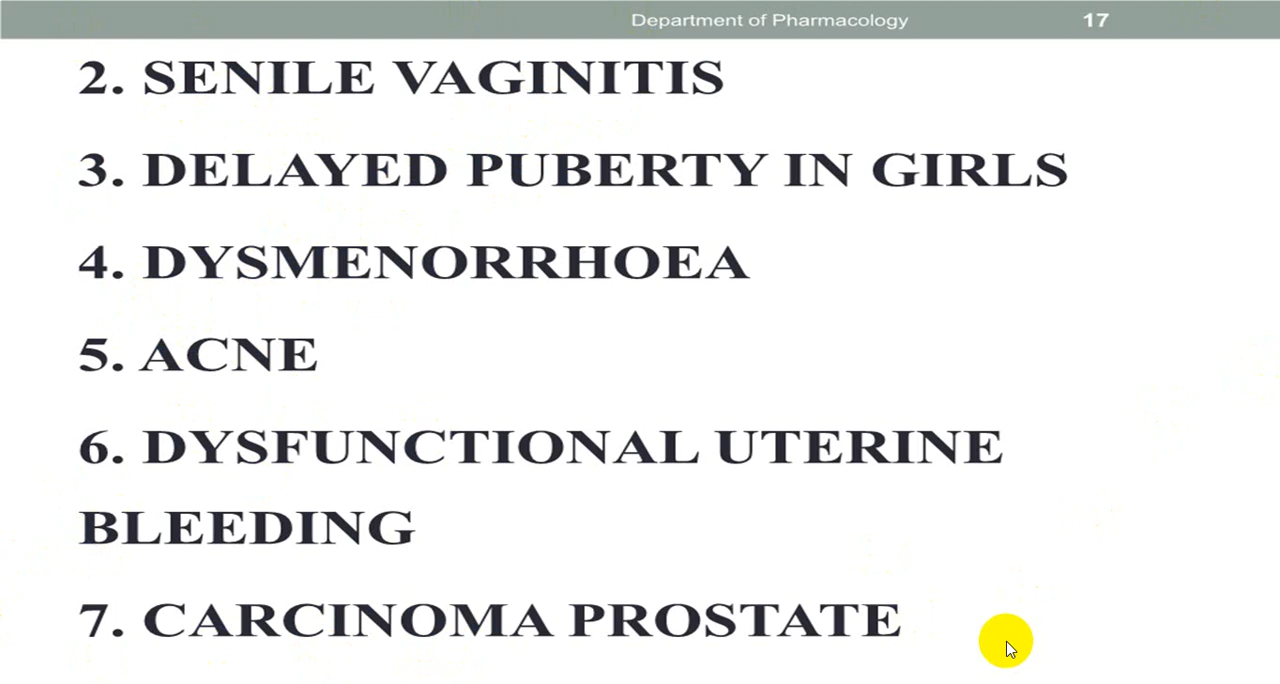 Department of Pharmacology 17
2. SENILE VAGINITIS
3. DELAYED PUBERTY IN GIRLS
4. DYSMENORRHOEA
5. ACNE
6. DYSFUNCTIONAL UTERINE
BLEEDING
7. CARCINOMA PROSTATE